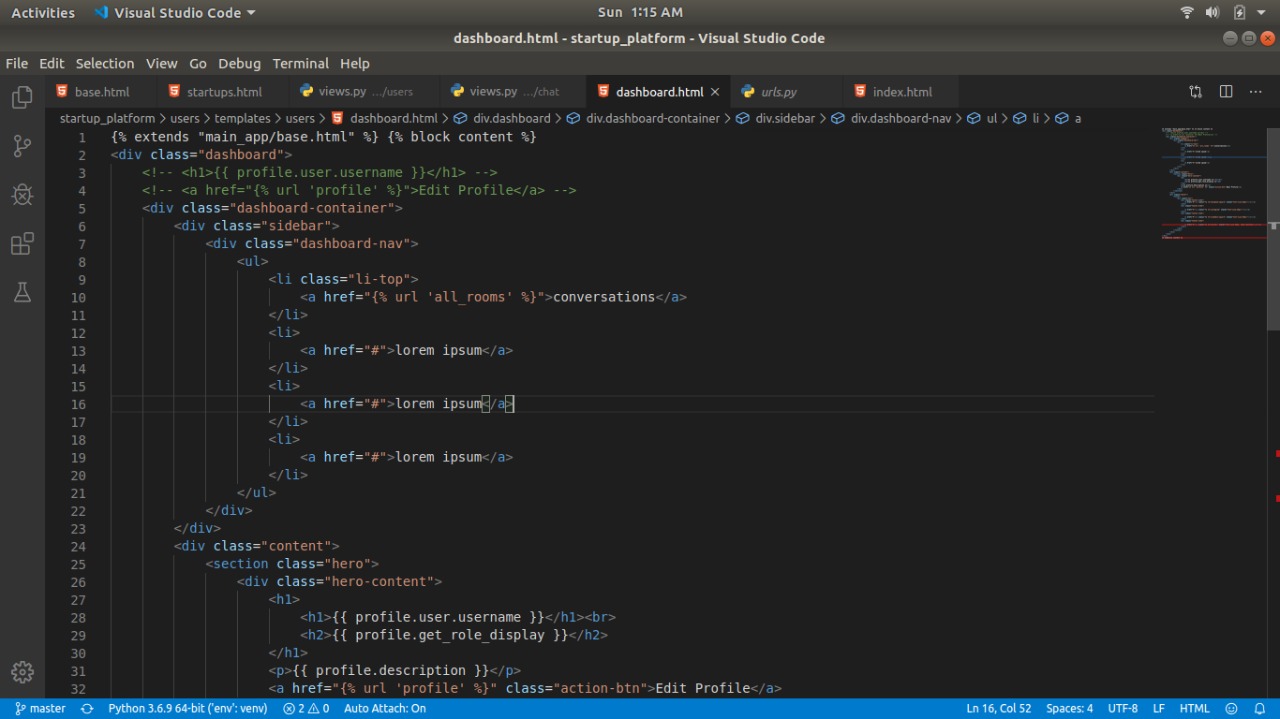 Activities Visual Studio Code Sun 1:15 AM
dashboard.html - startup_platform - Visual Studio Code
File Edit Selection View Go Debug Terminal Help
base.html startups.html views.py .../users views.py .../chat dashboard.html urls.py index.html
startup_platform > users > templates > users > dashboard.html > div.dashboard > div.dashboard-container > div.sidebar > div.dashboard-nav > ul > li > a
1 {% extends "main_app/base.html" %} {% block content %}
2 <div class="dashboard">
3 <!-- <h1>{{ profile.user.username }}</h1> -->
4 <!-- <a href="{% url 'profile' %}">Edit Profile</a> -->
5 <div class="dashboard-container">
6 <div class="sidebar">
7 <div class="dashboard-nav">
8 <ul>
9 <li class="li-top">
10 <a href="{% url 'all_rooms' %}">conversations</a>
11 </li>
12 <li>
13 <a href="#">lorem ipsum</a>
14 </li>
15 <li>
16 <a href="#">lorem ipsum</a>
17 </li>
18 <li>
19 <a href="#">lorem ipsum</a>
20 </li>
21 </ul>
22 </div>
23 </div>
24 <div class="content">
25 <section class="hero">
26 <div class="hero-content">
27 <h1>
28 <h1>{{ profile.user.username }}</h1><br>
29 <h2>{{ profile.get_role_display }}</h2>
30 </h1>
31 <p>{{ profile.description }}</p>
32 <a href="{% url 'profile' %}" class="action-btn">Edit Profile</a>
master Python 3.6.9 64-bit ('env': venv) 2 0 Auto Attach: On Ln 16, Col 52 Spaces: 4 UTF-8 LF HTML